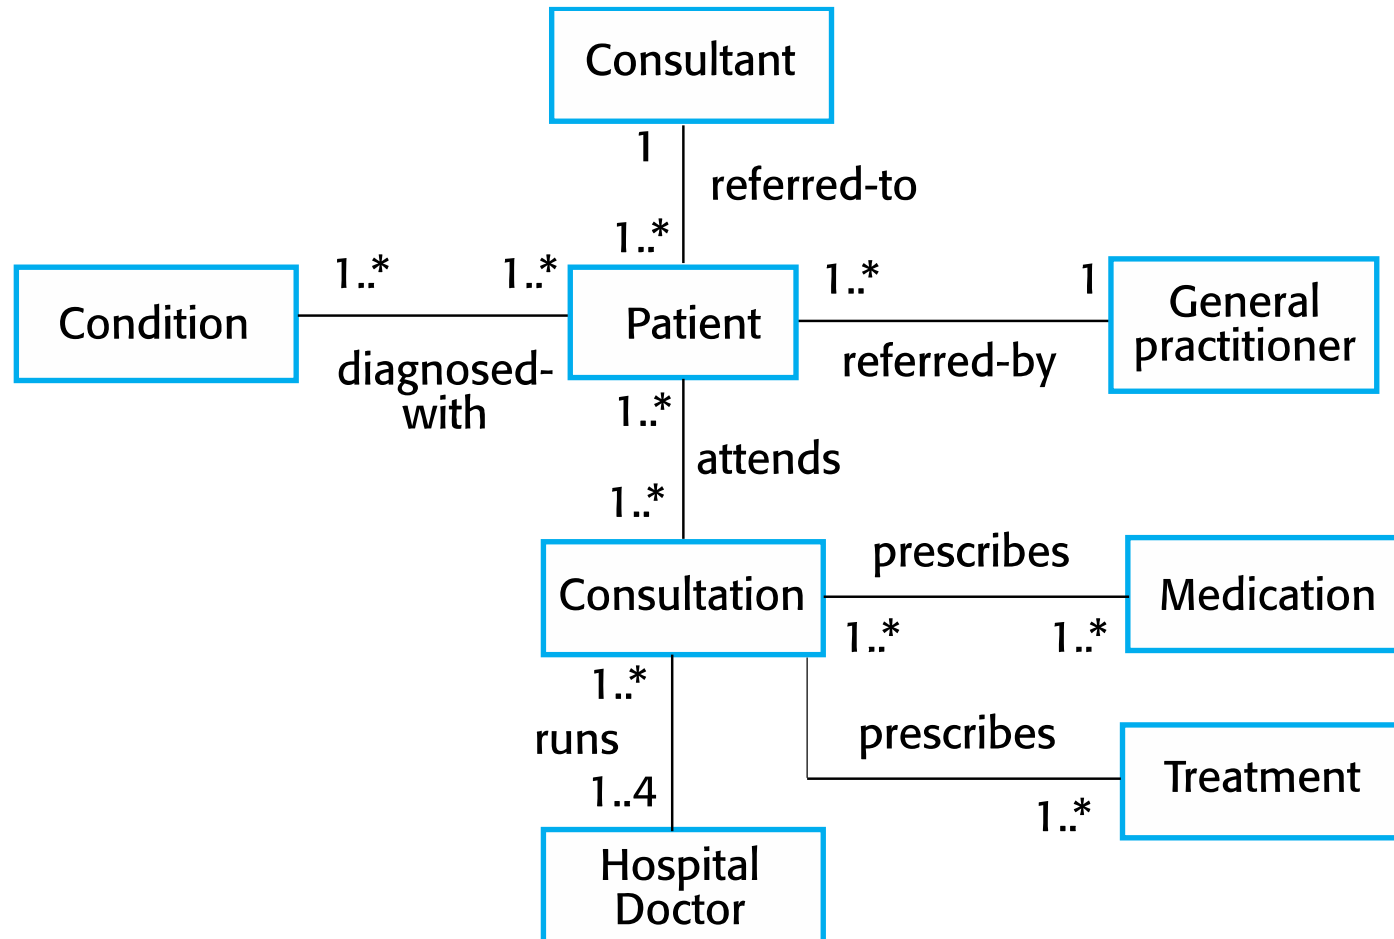 Consultant
1
referred-to
1..*
1..*
1..*
1..*
1
Condition
Patient
General
practitioner
diagnosed-
with
referred-by
1..*
attends
1..*
prescribes
Consultation
Medication
1..*
1..*
1..*
runs
prescribes
1..4
Treatment
1..*
Hospital
Doctor